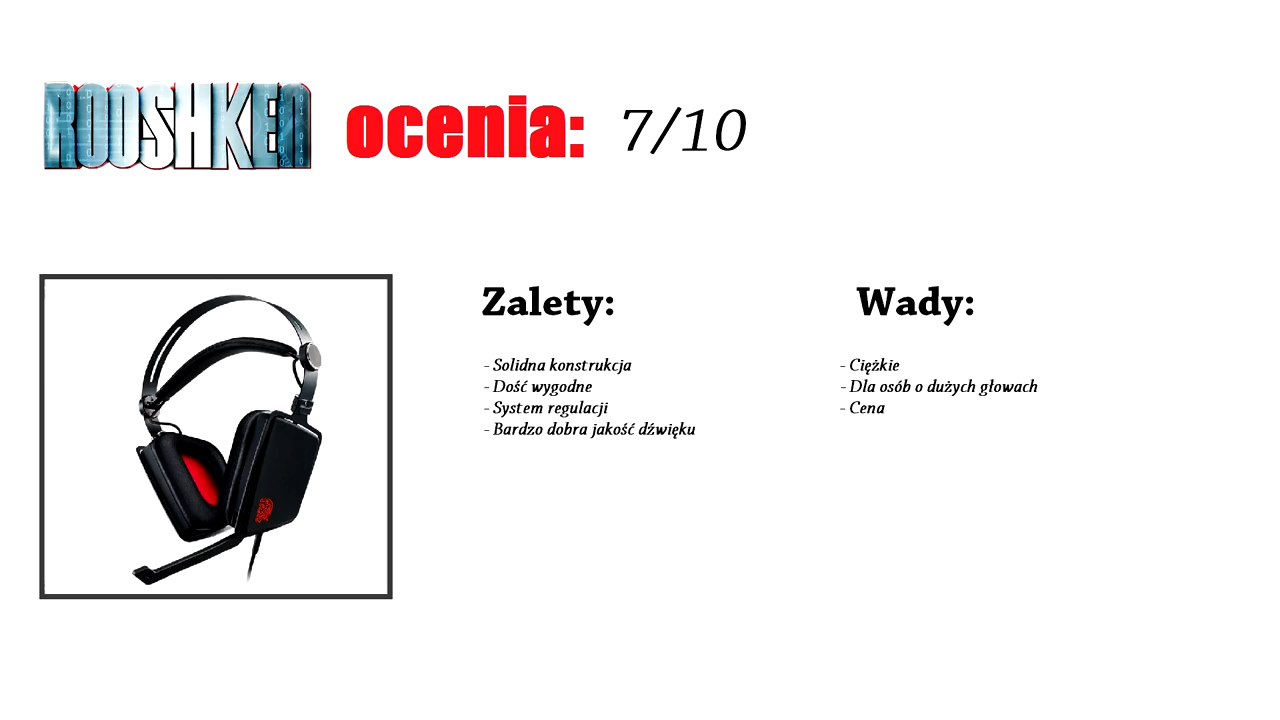 ROOSHKEn ocenia: 7/10
Zalety:
- Solidna konstrukcja
- Dość wygodne
- System regulacji
- Bardzo dobra jakość dźwięku
Wady:
- Ciężkie
- Dla osób o dużych głowach
- Cena